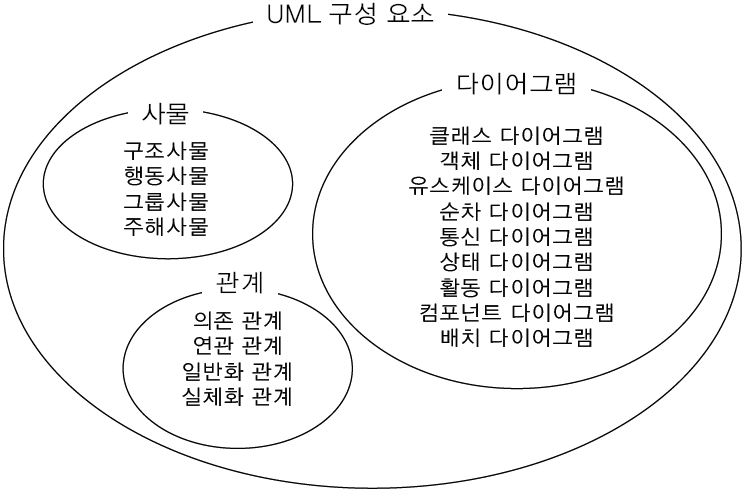 UML 구성 요소
사물
구조사물
행동사물
그룹사물
주해사물
관계
의존 관계
연관 관계
일반화 관계
실체화 관계
다이어그램
클래스 다이어그램
객체 다이어그램
유스케이스 다이어그램
순차 다이어그램
통신 다이어그램
상태 다이어그램
활동 다이어그램
컴포넌트 다이어그램
배치 다이어그램